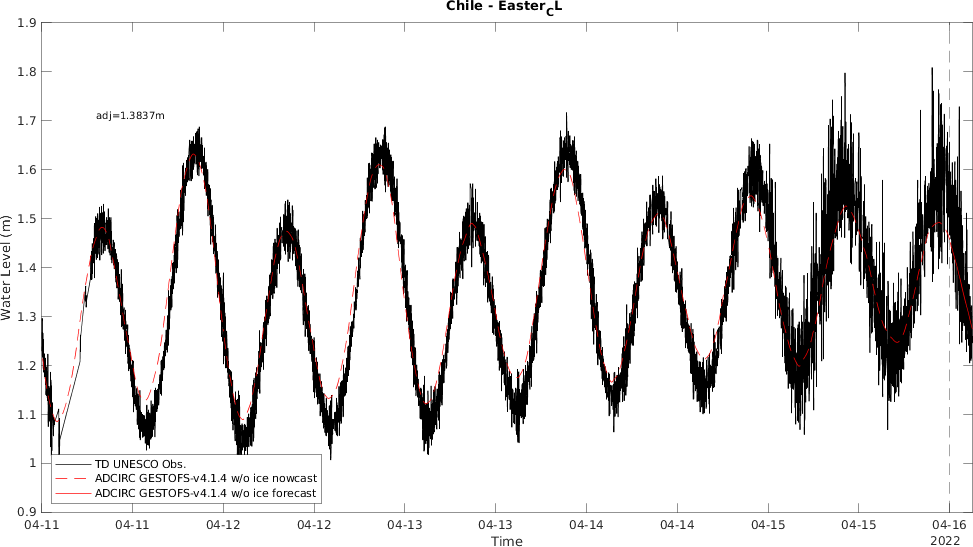 Chile - EasterCL
1.9
1.8
1.7
1.6
1.5
1.4
1.3
1.2
1.1
1
0.9
Water Level (m)
adj=1.3837m
TD UNESCO Obs.
ADCIRC GESTOFS-v4.1.4 w/o ice nowcast
ADCIRC GESTOFS-v4.1.4 w/o ice forecast
04-11 04-11 04-12 04-12 04-13 04-13 04-14 04-14 04-15 04-15 04-16
Time
2022